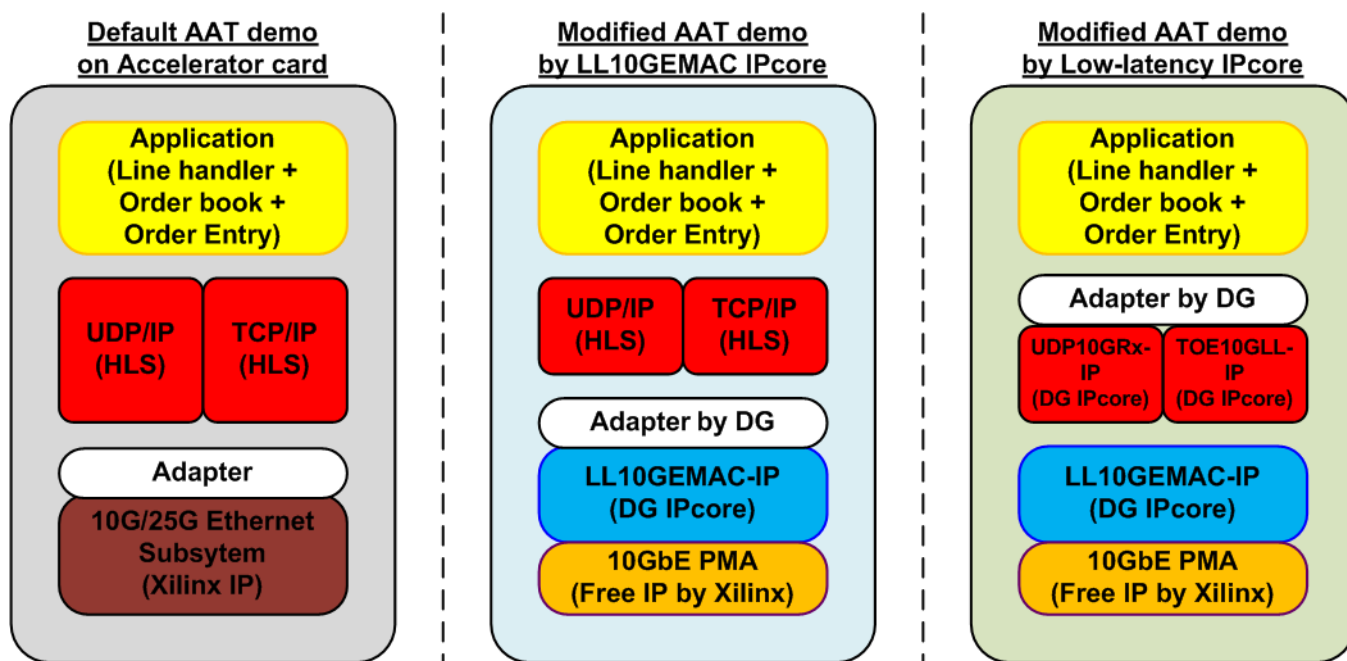 Default AAT demo
on Accelerator card
Application
(Line handler +
Order book +
Order Entry)
UDP/IP
(HLS)
TCP/IP
(HLS)
Adapter
10G/25G Ethernet
Subsytem
(Xilinx IP)
Modified AAT demo
by LL10GEMAC IPcore
Application
(Line handler +
Order book +
Order Entry)
UDP/IP
(HLS)
TCP/IP
(HLS)
Adapter by DG
LL10GEMAC-IP
(DG IPcore)
10GbE PMA
(Free IP by Xilinx)
Modified AAT demo
by Low-latency IPcore
Application
(Line handler +
Order book +
Order Entry)
Adapter by DG
UDP10GRx-
IP
(DG IPcore)
TOE10GLL-
IP
(DG IPcore)
LL10GEMAC-IP
(DG IPcore)
10GbE PMA
(Free IP by Xilinx)